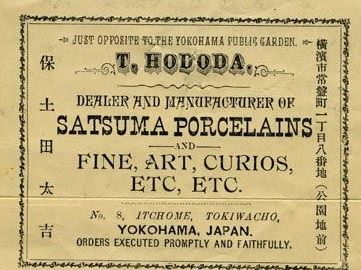 JUST OPPOSITE TO THE YOKOHAMA PUBLIC GARDEN.
T. HODODA.
DEALER AND MANUFACTURER OF
SATSUMA PORCELAINS
AND
FINE, ART, CURIOS,
ETC, ETC.
No. 8, ITCHOME, TOKIWACHO,
YOKOHAMA, JAPAN.
ORDERS EXECUTED PROMPTLY AND FAITHFULLY.
橫濱市常盤町一丁目八番地（公園地前）
保土田太吉